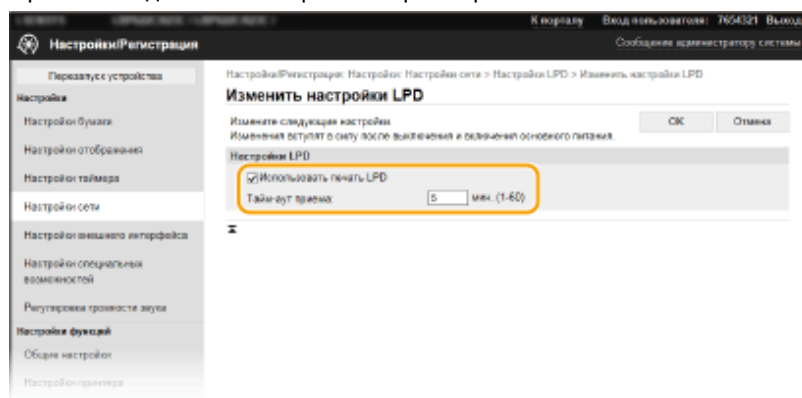 К порталу Вход пользователя: 7654321 Выход
Настройки/Регистрация Сообщение администратору системы
Перезапуск устройства
Настройки/Регистрация: Настройки: Настройки сети > Настройки LPD > Изменить настройки LPD
Настройки
Изменить настройки LPD
Настройки бумаги
Измените следующие настройки. OK Отмена
Изменения вступят в силу после выключения и включения основного питания.
Настройки отображения
Настройки LPD
Настройки таймера
Использовать печать LPD
Тайм-аут приема: 5 мин. (1-60)
Настройки сети
Настройки внешнего интерфейса
Настройки специальных
возможностей
Регулировка громкости звука
Настройки функций
Общие настройки
Настройки принтера